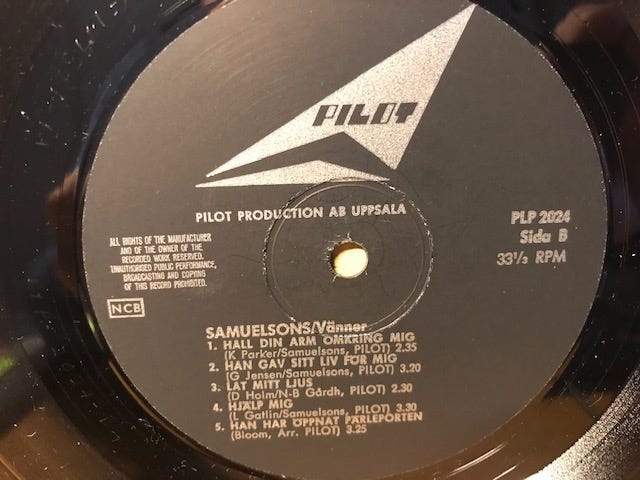 PILOT
PILOT PRODUCTION AB UPPSALA
PLP 2024
Sida B
33 1/3 RPM
ALL RIGHTS OF THE MANUFACTURER
AND OF THE OWNER OF THE
RECORDED WORK RESERVED.
UNAUTHORISED PUBLIC PERFORMANCE,
BROADCASTING AND COPYING
OF THIS RECORD PROHIBITED.
NCB
SAMUELSONS/Vänner
1. HALL DIN ARM OMKRING MIG
(K Parker/Samuelsons, PILOT) 2.35
2. HAN GAV SITT LIV FÖR MIG
(G Jensen/Samuelsons, PILOT) 3.20
3. LÅT MITT LJUS
(D Holm/N-B Gårdh, PILOT) 2.30
4. HJÄLP MIG
(L Gatlin/Samuelsons, PILOT) 3.30
5. HAN HAR ÖPPNAT PÄRLEPORTEN
(Bloom, Arr. PILOT) 3.25